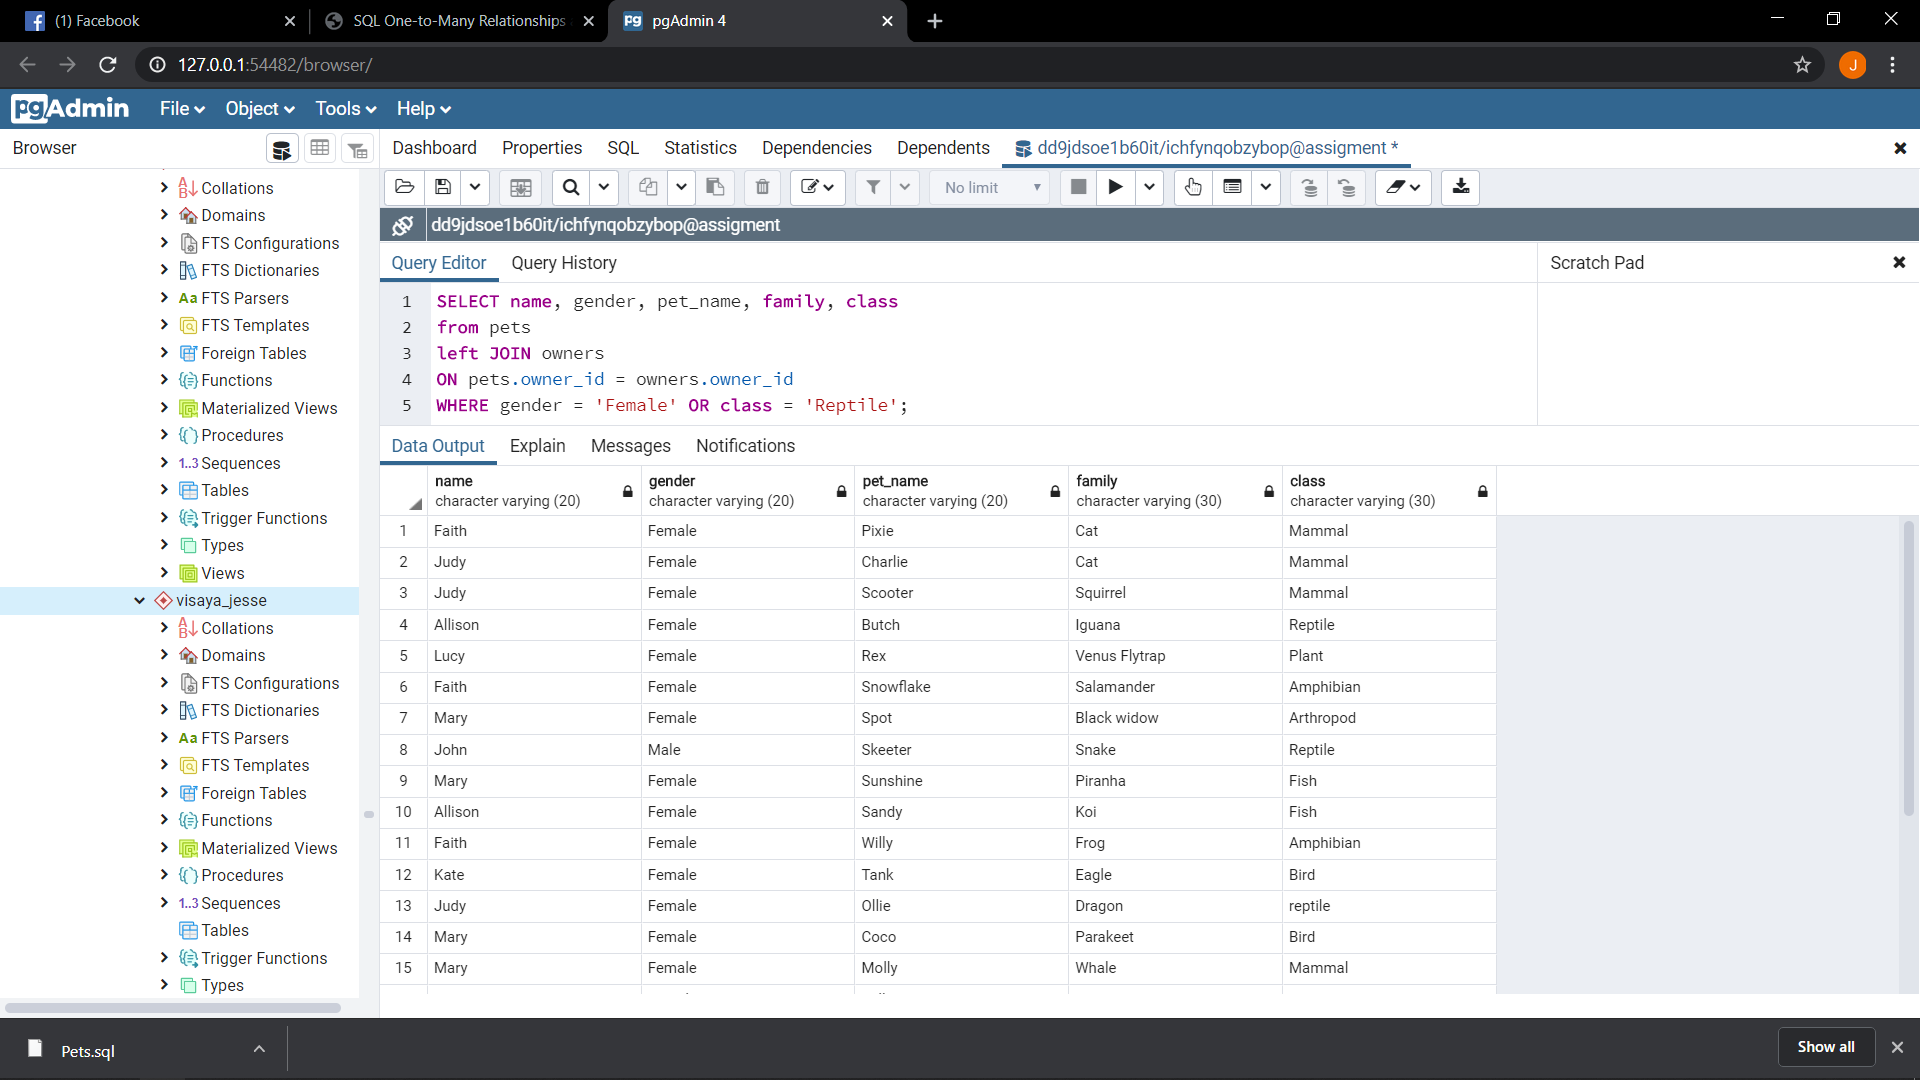 (1) Facebook
SQL One-to-Many Relationships
pgAdmin 4
127.0.0.1:54482/browser/
J
pgAdmin
File
Object
Tools
Help
Browser
Dashboard
Properties
SQL
Statistics
Dependencies
Dependents
dd9jdsoe1b60it/ichfynqobzybop@assigment *
No limit
dd9jdsoe1b60it/ichfynqobzybop@assigment
Query Editor
Query History
Scratch Pad
1 SELECT name, gender, pet_name, family, class
2 from pets
3 left JOIN owners
4 ON pets.owner_id = owners.owner_id
5 WHERE gender = 'Female' OR class = 'Reptile';
Data Output
Explain
Messages
Notifications
name
character varying (20)
gender
character varying (20)
pet_name
character varying (20)
family
character varying (30)
class
character varying (30)
1 Faith Female Pixie Cat Mammal
2 Judy Female Charlie Cat Mammal
3 Judy Female Scooter Squirrel Mammal
4 Allison Female Butch Iguana Reptile
5 Lucy Female Rex Venus Flytrap Plant
6 Faith Female Snowflake Salamander Amphibian
7 Mary Female Spot Black widow Arthropod
8 John Male Skeeter Snake Reptile
9 Mary Female Sunshine Piranha Fish
10 Allison Female Sandy Koi Fish
11 Faith Female Willy Frog Amphibian
12 Kate Female Tank Eagle Bird
13 Judy Female Ollie Dragon reptile
14 Mary Female Coco Parakeet Bird
15 Mary Female Molly Whale Mammal
Collations
Domains
FTS Configurations
FTS Dictionaries
Aa FTS Parsers
FTS Templates
Foreign Tables
Functions
Materialized Views
Procedures
1..3 Sequences
Tables
Trigger Functions
Types
Views
visaya_jesse
Collations
Domains
FTS Configurations
FTS Dictionaries
Aa FTS Parsers
FTS Templates
Foreign Tables
Functions
Materialized Views
Procedures
1..3 Sequences
Tables
Trigger Functions
Types
Pets.sql
Show all